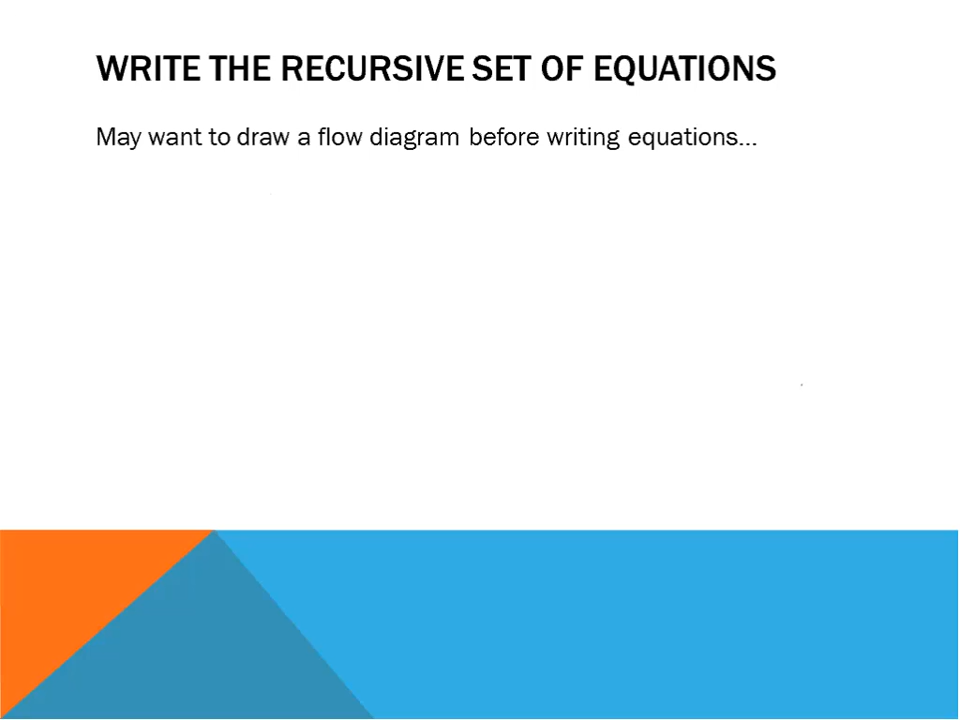 WRITE THE RECURSIVE SET OF EQUATIONS
May want to draw a flow diagram before writing equations...